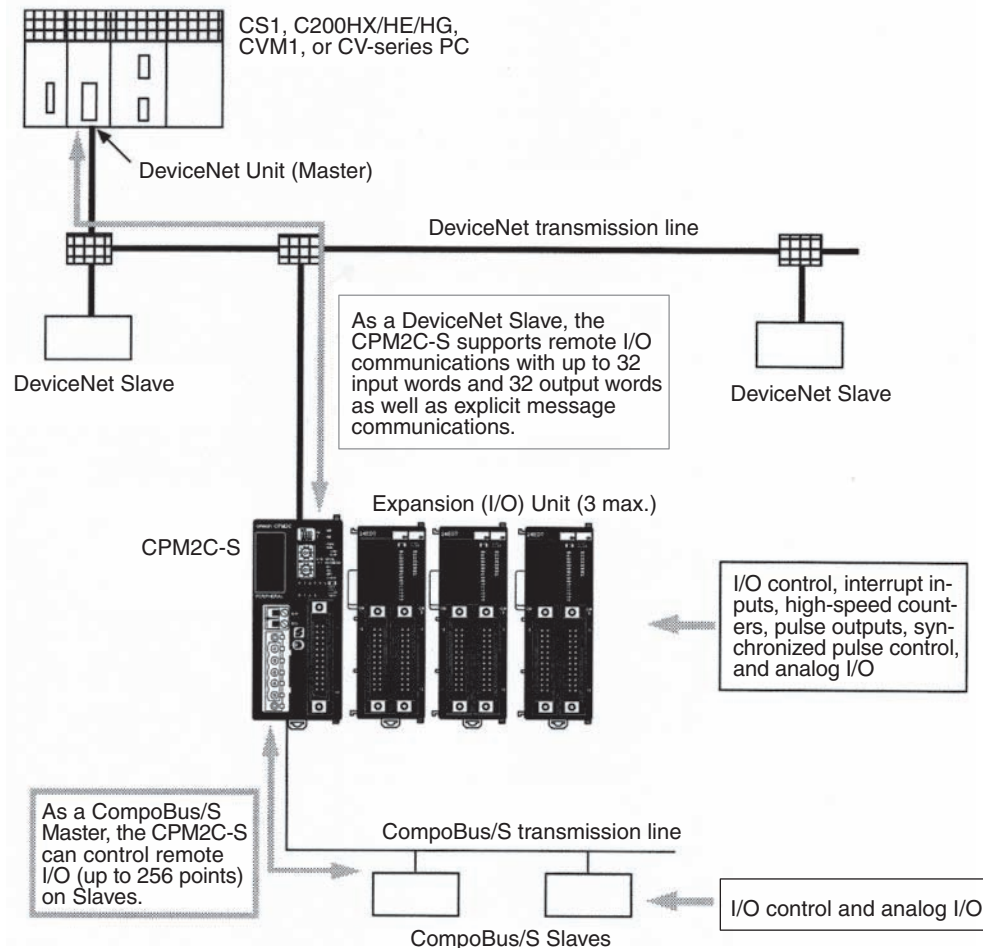 CS1, C200HX/HE/HG,
CVM1, or CV-series PC
DeviceNet Unit (Master)
DeviceNet transmission line
As a DeviceNet Slave, the
CPM2C-S supports remote I/O
communications with up to 32
input words and 32 output words
as well as explicit message
communications.
DeviceNet Slave
DeviceNet Slave
Expansion (I/O) Unit (3 max.)
CPM2C-S
PERIPHERAL
I/O control, interrupt in-
puts, high-speed count-
ers, pulse outputs, syn-
chronized pulse control,
and analog I/O
As a CompoBus/S
Master, the CPM2C-S
can control remote
I/O (up to 256 points)
on Slaves.
CompoBus/S transmission line
I/O control and analog I/O
CompoBus/S Slaves